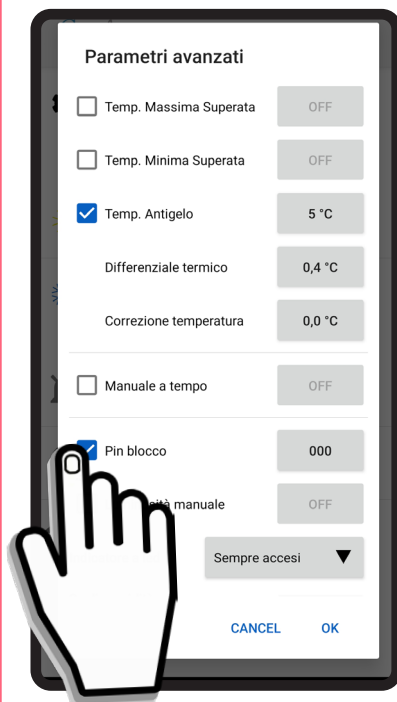 Parametri avanzati
Temp. Massima Superata OFF
Temp. Minima Superata OFF
Temp. Antigelo 5 °C
Differenziale termico 0,4 °C
Correzione temperatura 0,0 °C
Manuale a tempo OFF
Pin blocco 000
manuale OFF
Sempre accesi
CANCEL OK